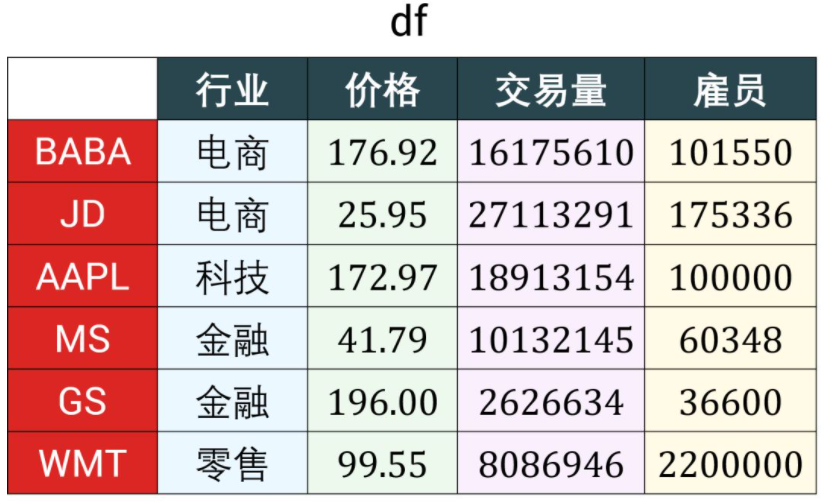 df
行业 价格 交易量 雇员
BABA 电商 176.92 16175610 101550
JD 电商 25.95 27113291 175336
AAPL 科技 172.97 18913154 100000
MS 金融 41.79 10132145 60348
GS 金融 196.00 2626634 36600
WMT 零售 99.55 8086946 2200000